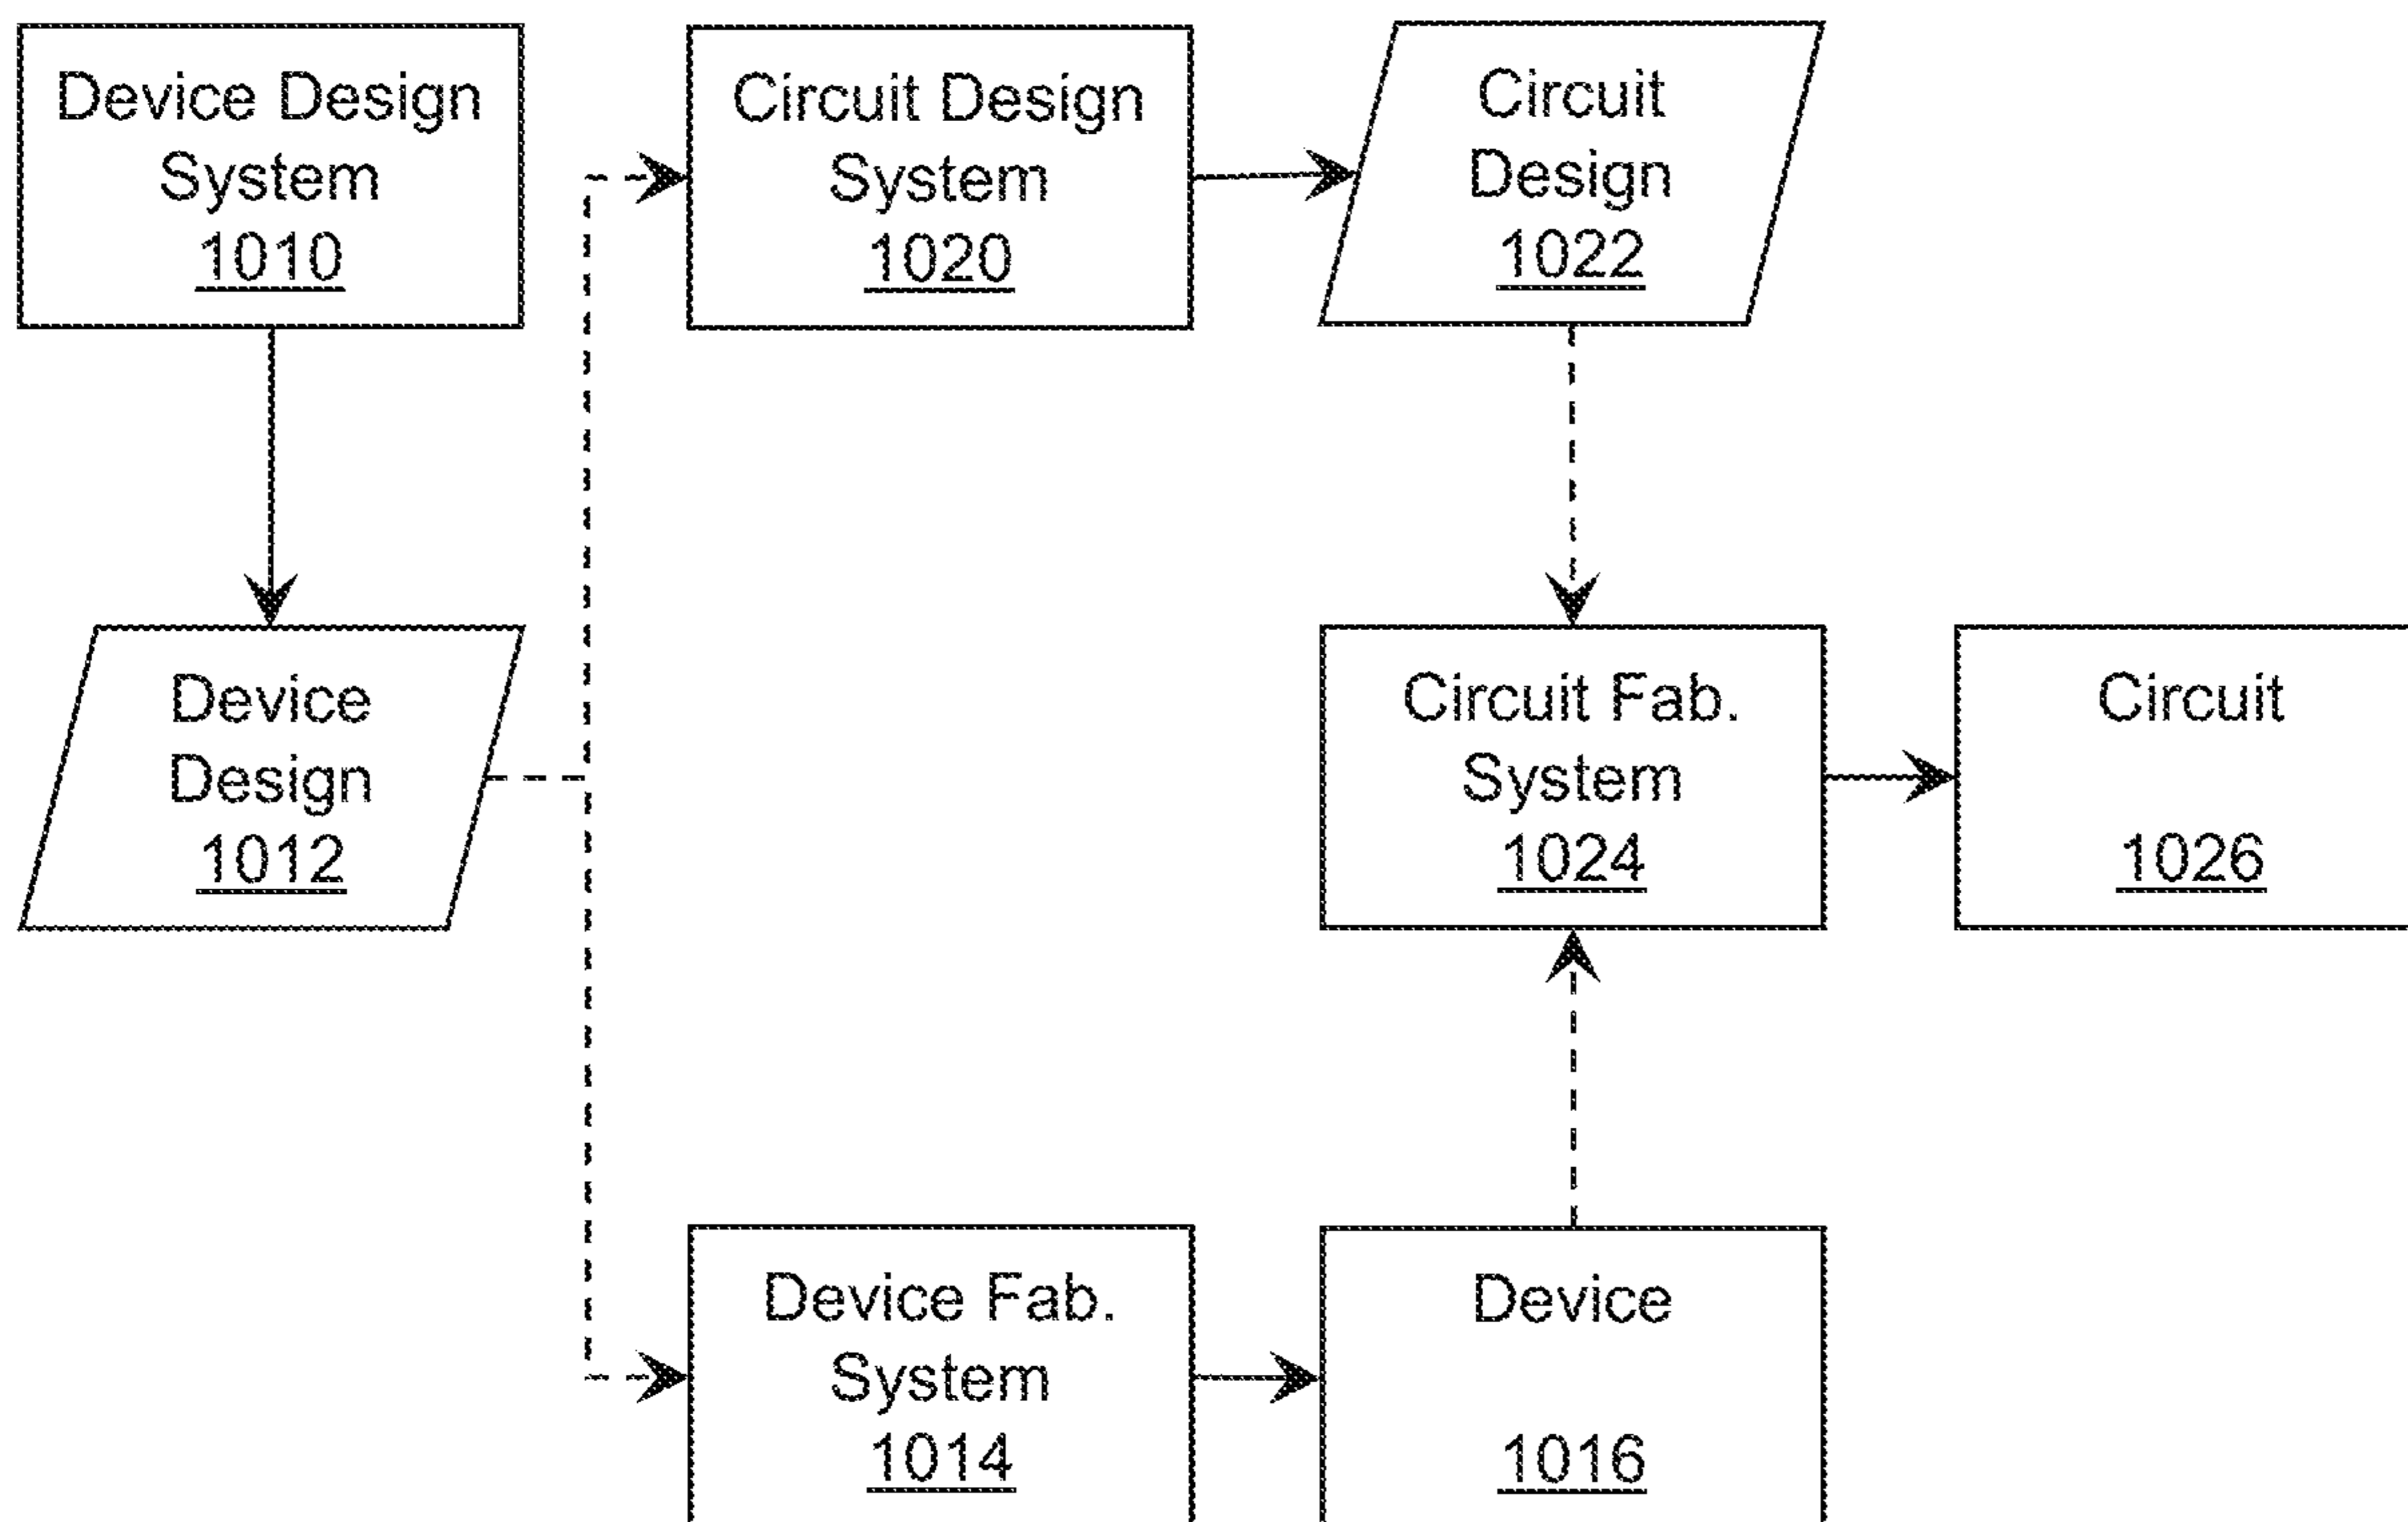 Device Design
System
1010
Circuit Design
System
1020
Circuit
Design
1022
Device
Design
1012
Circuit Fab.
System
1024
Circuit
1026
Device Fab.
System
1014
Device
1016